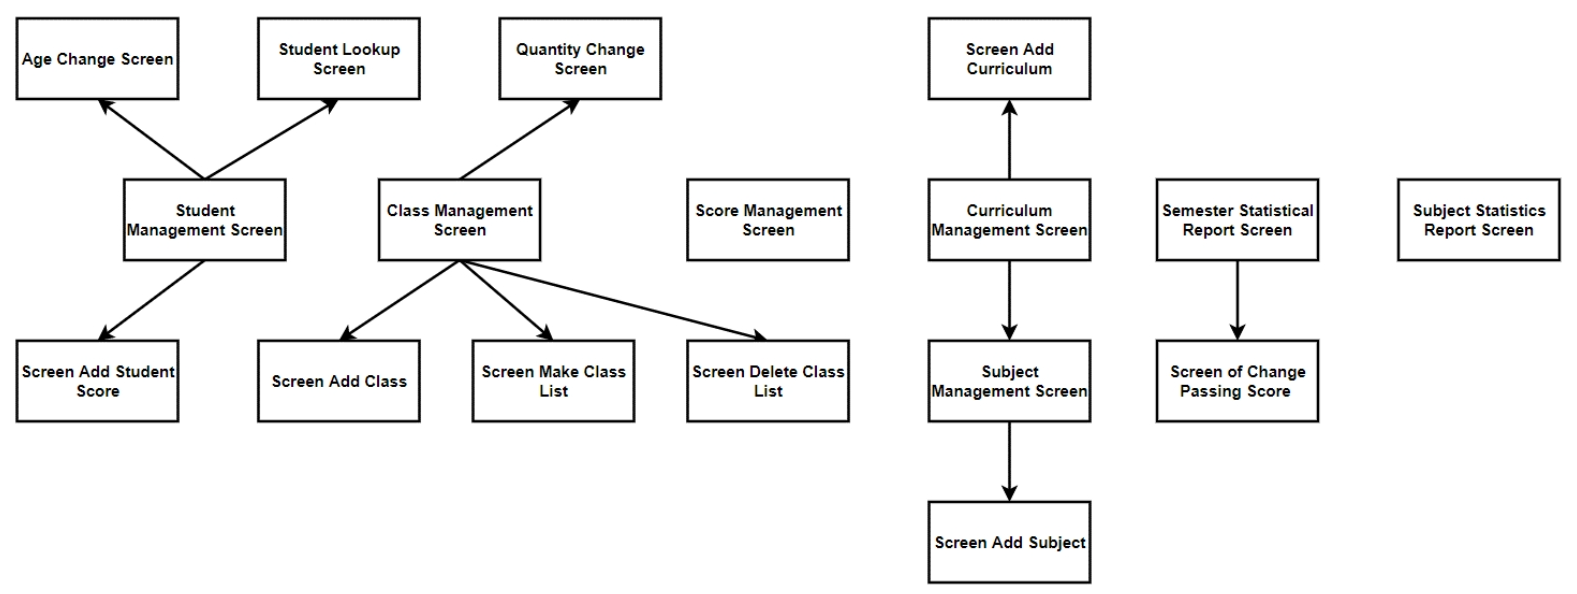 Age Change Screen
Student Lookup
Screen
Quantity Change
Screen
Screen Add
Curriculum
Student
Management Screen
Class Management
Screen
Score Management
Screen
Curriculum
Management Screen
Semester Statistical
Report Screen
Subject Statistics
Report Screen
Screen Add Student
Score
Screen Add Class
Screen Make Class
List
Screen Delete Class
List
Subject
Management Screen
Screen of Change
Passing Score
Screen Add Subject